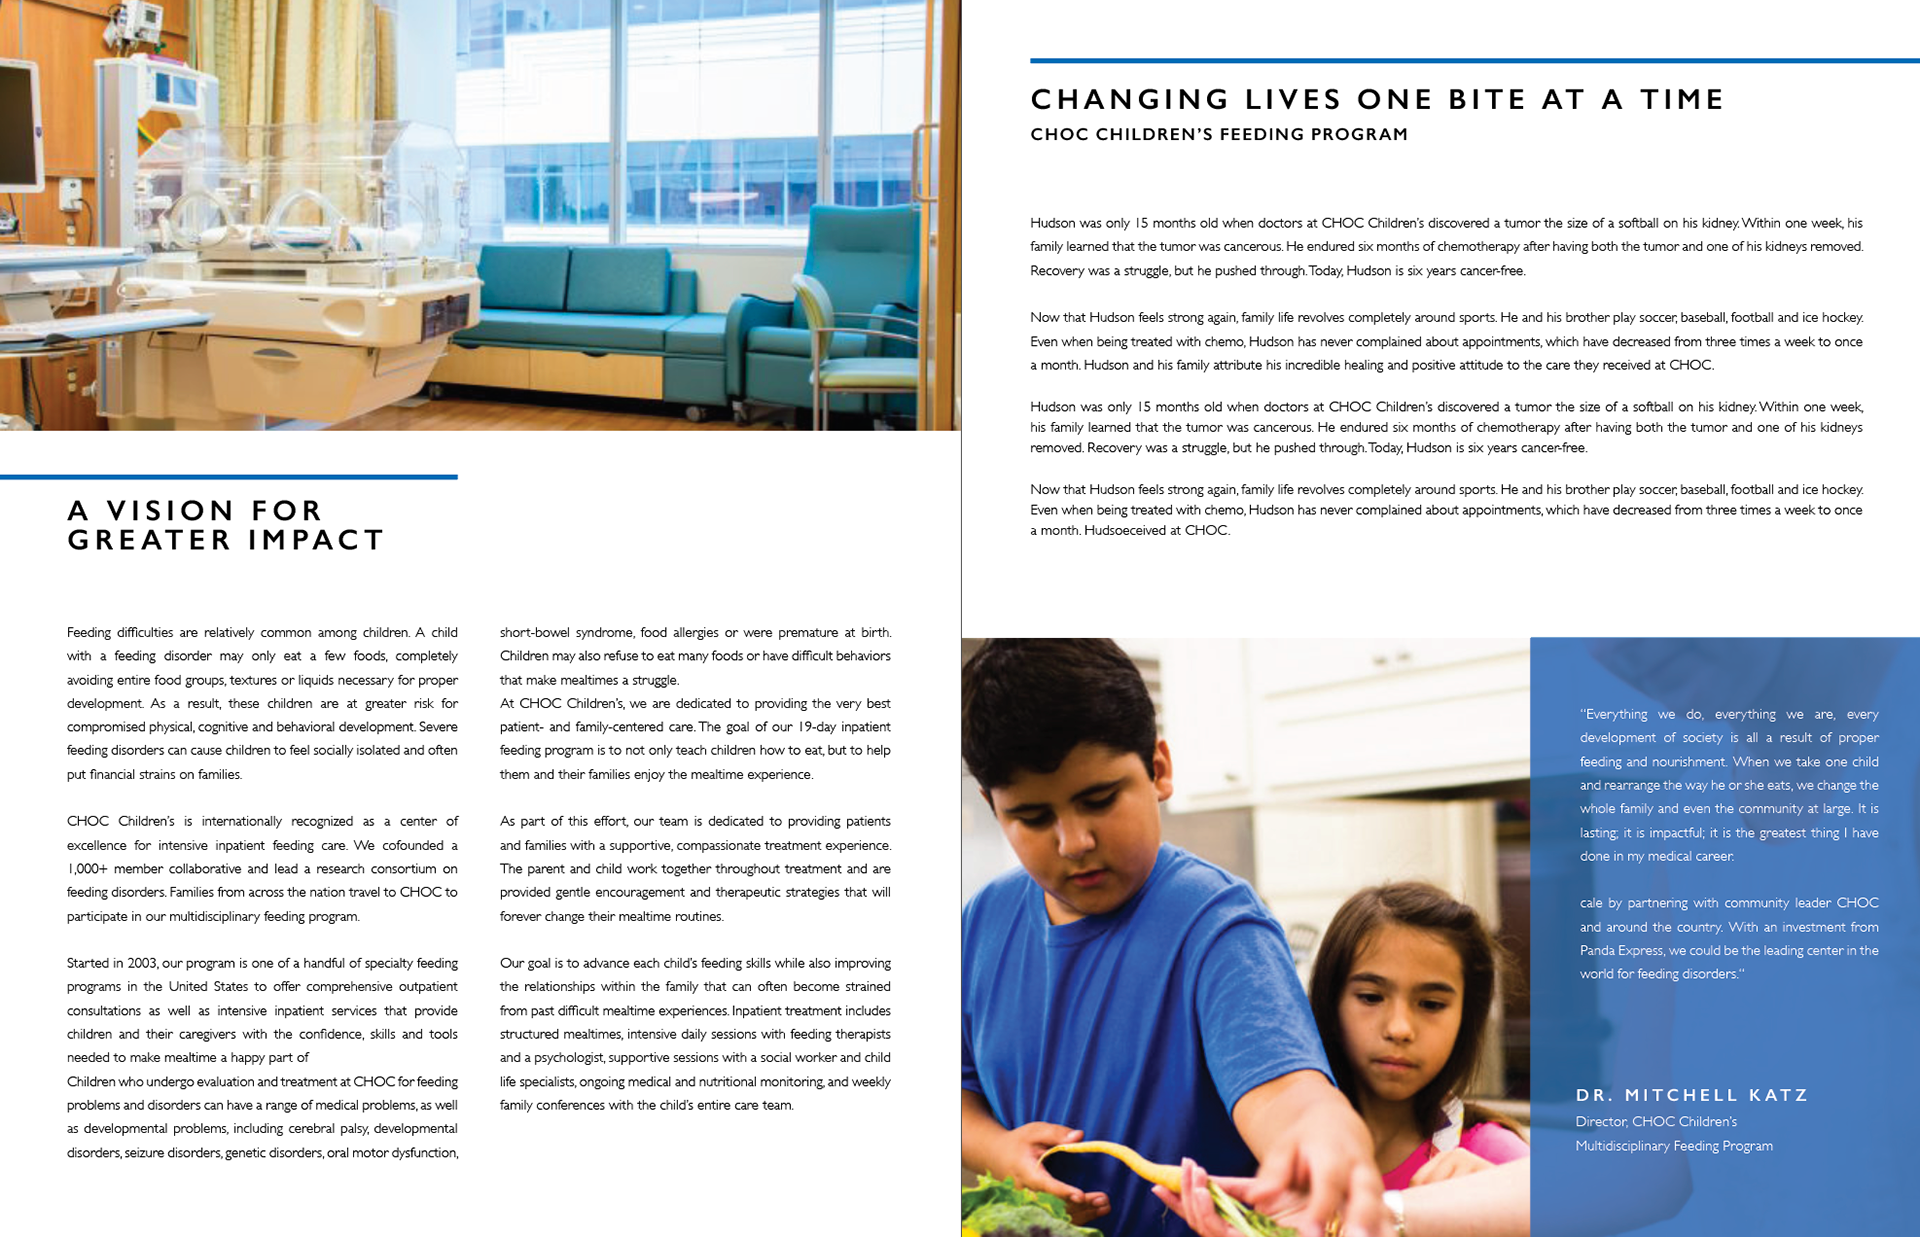 A VISION FOR
GREATER IMPACT
Feeding difficulties are relatively common among children. A child
with a feeding disorder may only eat a few foods, completely
avoiding entire food groups, textures or liquids necessary for proper
development. As a result, these children are at greater risk for
compromised physical, cognitive and behavioral development. Severe
feeding disorders can cause children to feel socially isolated and often
put financial strains on families.
CHOC Children's is internationally recognized as a center of
excellence for intensive inpatient feeding care. We cofounded a
1,000+ member collaborative and lead a research consortium on
feeding disorders. Families from across the nation travel to CHOC to
participate in our multidisciplinary feeding program.
Started in 2003, our program is one of a handful of specialty feeding
programs in the United States to offer comprehensive outpatient
consultations as well as intensive inpatient services that provide
children and their caregivers with the confidence, skills and tools
needed to make mealtime a happy part of
Children who undergo evaluation and treatment at CHOC for feeding
problems and disorders can have a range of medical problems, as well
as developmental problems, including cerebral palsy, developmental
disorders, seizure disorders, genetic disorders, oral motor dysfunction,
short-bowel syndrome, food allergies or were premature at birth.
Children may also refuse to eat many foods or have difficult behaviors
that make mealtimes a struggle.
At CHOC Children's, we are dedicated to providing the very best
patient- and family-centered care. The goal of our 19-day inpatient
feeding program is to not only teach children how to eat, but to help
them and their families enjoy the mealtime experience.
As part of this effort, our team is dedicated to providing patients
and families with a supportive, compassionate treatment experience.
The parent and child work together throughout treatment and are
provided gentle encouragement and therapeutic strategies that will
forever change their mealtime routines.
Our goal is to advance each child's feeding skills while also improving
the relationships within the family that can often become strained
from past difficult mealtime experiences. Inpatient treatment includes
structured mealtimes, intensive daily sessions with feeding therapists
and a psychologist, supportive sessions with a social worker and child
life specialists, ongoing medical and nutritional monitoring, and weekly
family conferences with the child's entire care team.
CHANGING LIVES ONE BITE AT A TIME
CHOC CHILDREN'S FEEDING PROGRAM
Hudson was only 15 months old when doctors at CHOC Children's discovered a tumor the size of a softball on his kidney. Within one week, his
family learned that the tumor was cancerous. He endured six months of chemotherapy after having both the tumor and one of his kidneys removed.
Recovery was a struggle, but he pushed through. Today, Hudson is six years cancer-free.
Now that Hudson feels strong again, family life revolves completely around sports. He and his brother play soccer, baseball, football and ice hockey.
Even when being treated with chemo, Hudson has never complained about appointments, which have decreased from three times a week to once
a month. Hudson and his family attribute his incredible healing and positive attitude to the care they received at CHOC.
Hudson was only 15 months old when doctors at CHOC Children's discovered a tumor the size of a softball on his kidney. Within one week,
his family learned that the tumor was cancerous. He endured six months of chemotherapy after having both the tumor and one of his kidneys
removed. Recovery was a struggle, but he pushed through. Today, Hudson is six years cancer-free.
Now that Hudson feels strong again, family life revolves completely around sports. He and his brother play soccer, baseball, football and ice hockey.
Even when being treated with chemo, Hudson has never complained about appointments, which have decreased from three times a week to once
a month. Hudsoeceived at CHOC.
“Everything we do, everything we are, every
development of society is all a result of proper
feeding and nourishment. When we take one child
and rearrange the way he or she eats, we change the
whole family and even the community at large. It is
lasting; it is impactful; it is the greatest thing I have
done in my medical career.
cale by partnering with community leader CHOC
and around the country. With an investment from
Panda Express, we could be the leading center in the
world for feeding disorders.“
DR. MITCHELL KATZ
Director, CHOC Children's
Multidisciplinary Feeding Program